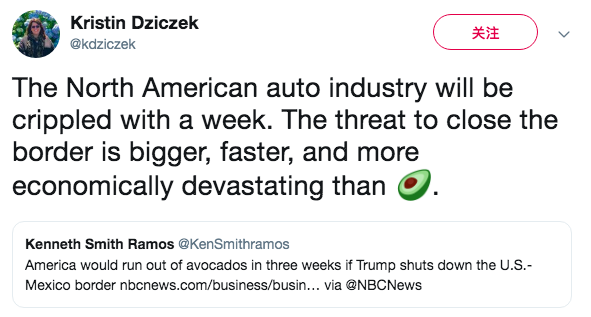 Kristin Dziczek
@kdziczek
关注
The North American auto industry will be
crippled with a week. The threat to close the
border is bigger, faster, and more
economically devastating than 🥑.
Kenneth Smith Ramos @KenSmithramos
America would run out of avocados in three weeks if Trump shuts down the U.S.-
Mexico border nbcnews.com/business/busin… via @NBCNews